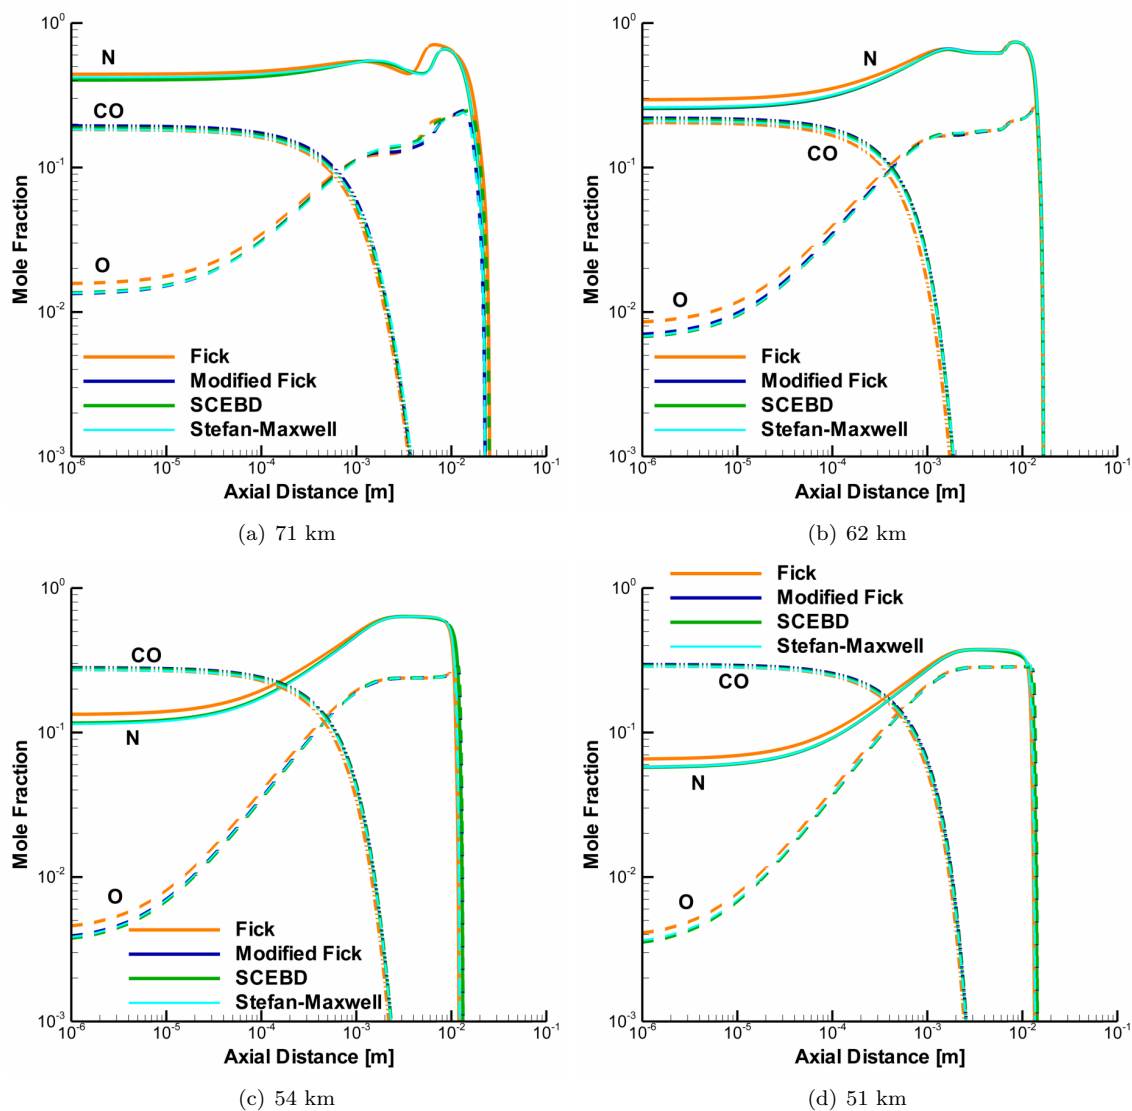 10⁰
N
CO
10⁻¹
O
10⁻²
Fick
Modified Fick
SCEBD
Stefan-Maxwell
10⁻³
Mole Fraction
10⁻⁶ 10⁻⁵ 10⁻⁴ 10⁻³ 10⁻² 10⁻¹
Axial Distance [m]
(a) 71 km
10⁰
N
CO
10⁻¹
O
10⁻²
Fick
Modified Fick
SCEBD
Stefan-Maxwell
10⁻³
Mole Fraction
10⁻⁶ 10⁻⁵ 10⁻⁴ 10⁻³ 10⁻² 10⁻¹
Axial Distance [m]
(b) 62 km
10⁰
CO
10⁻¹
N
10⁻²
O
Fick
Modified Fick
SCEBD
Stefan-Maxwell
10⁻³
Mole Fraction
10⁻⁶ 10⁻⁵ 10⁻⁴ 10⁻³ 10⁻² 10⁻¹
Axial Distance [m]
(c) 54 km
Fick
10⁰
Modified Fick
SCEBD
Stefan-Maxwell
CO
10⁻¹
N
10⁻²
O
10⁻³
Mole Fraction
10⁻⁶ 10⁻⁵ 10⁻⁴ 10⁻³ 10⁻² 10⁻¹
Axial Distance [m]
(d) 51 km